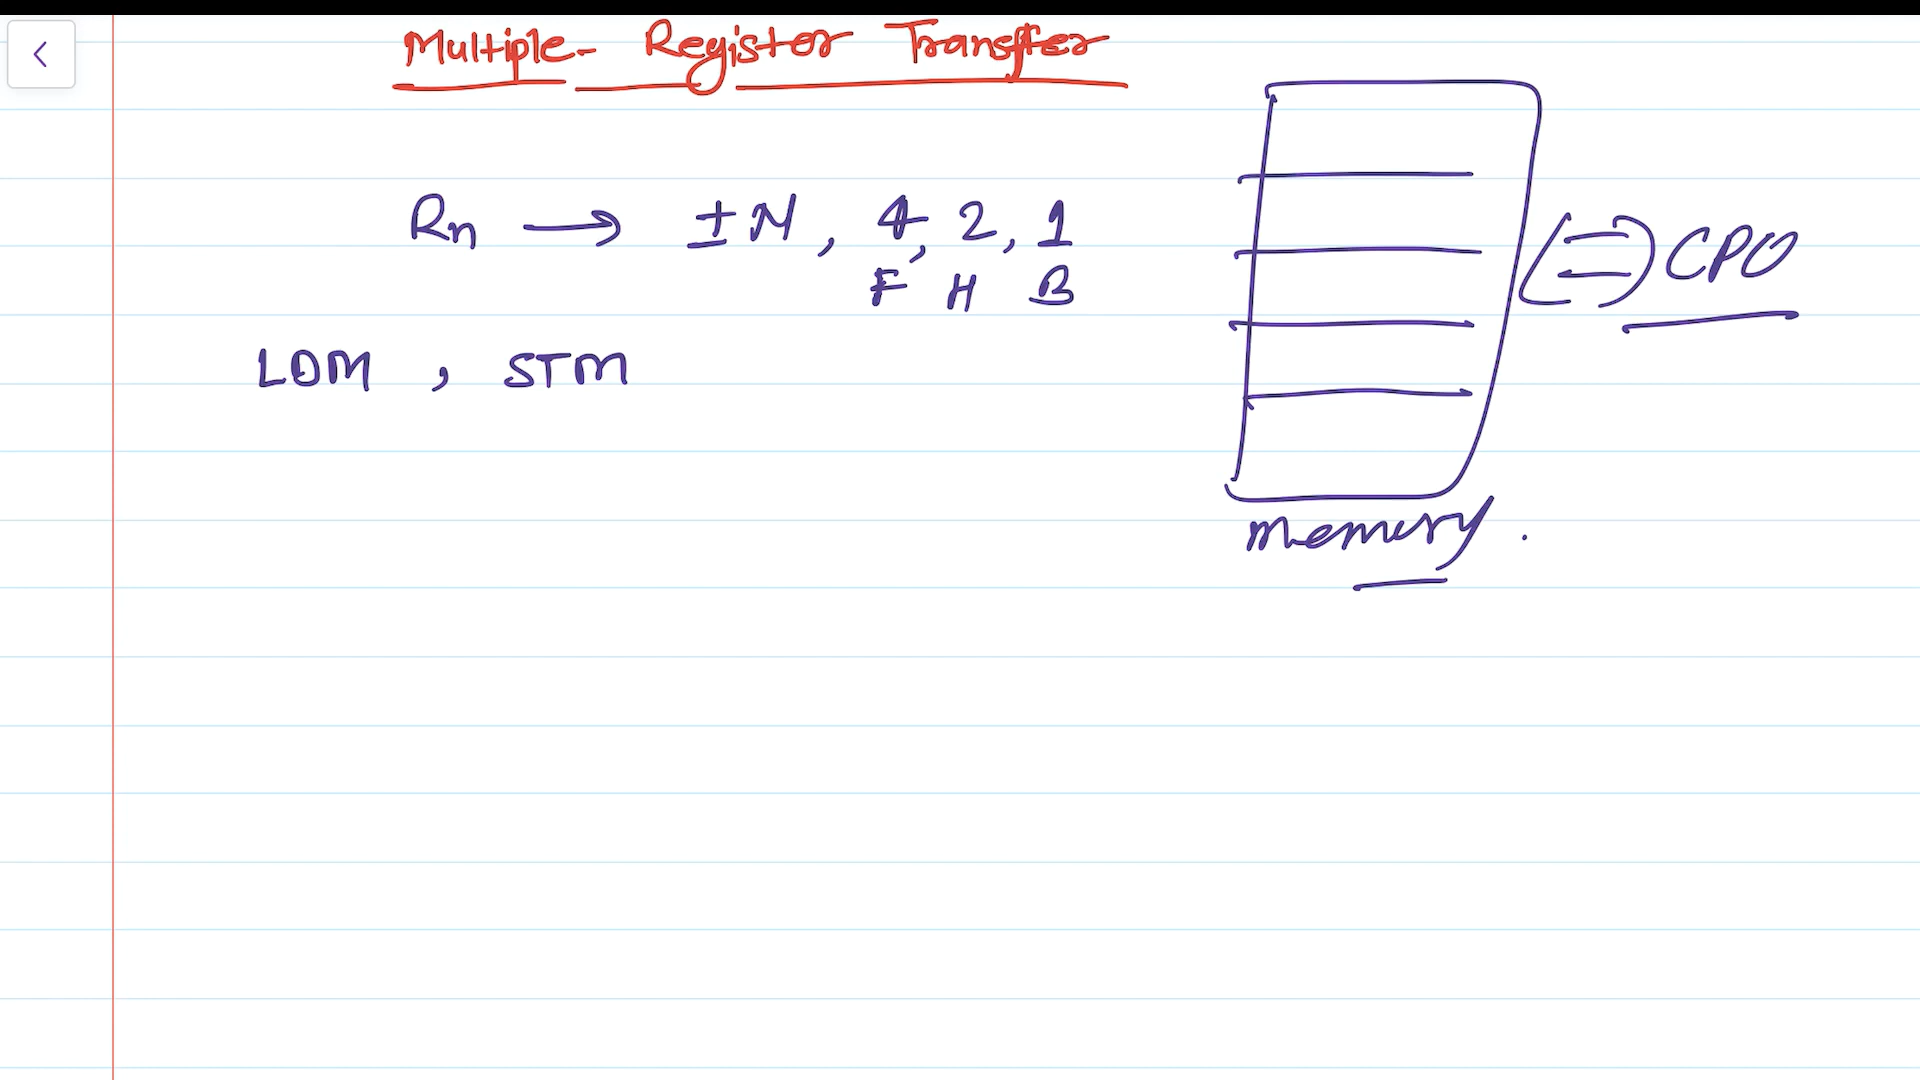 Multiple- Register Transfer
Rn → ± N, 4, 2, 1
F H B
LDM , STM
CPU
memory.